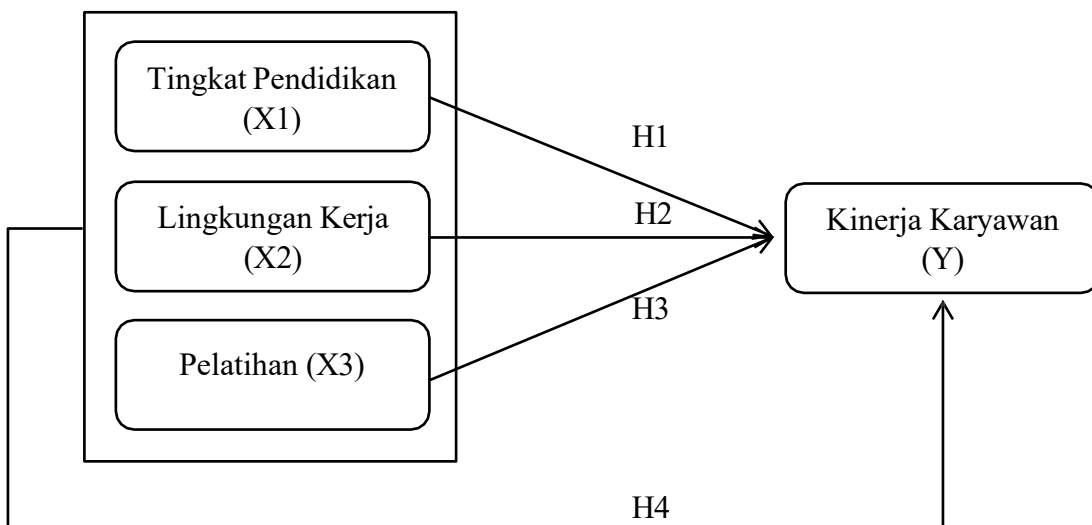 Tingkat Pendidikan
(X1)
H1
Lingkungan Kerja
(X2)
H2
Kinerja Karyawan
(Y)
H3
Pelatihan (X3)
H4